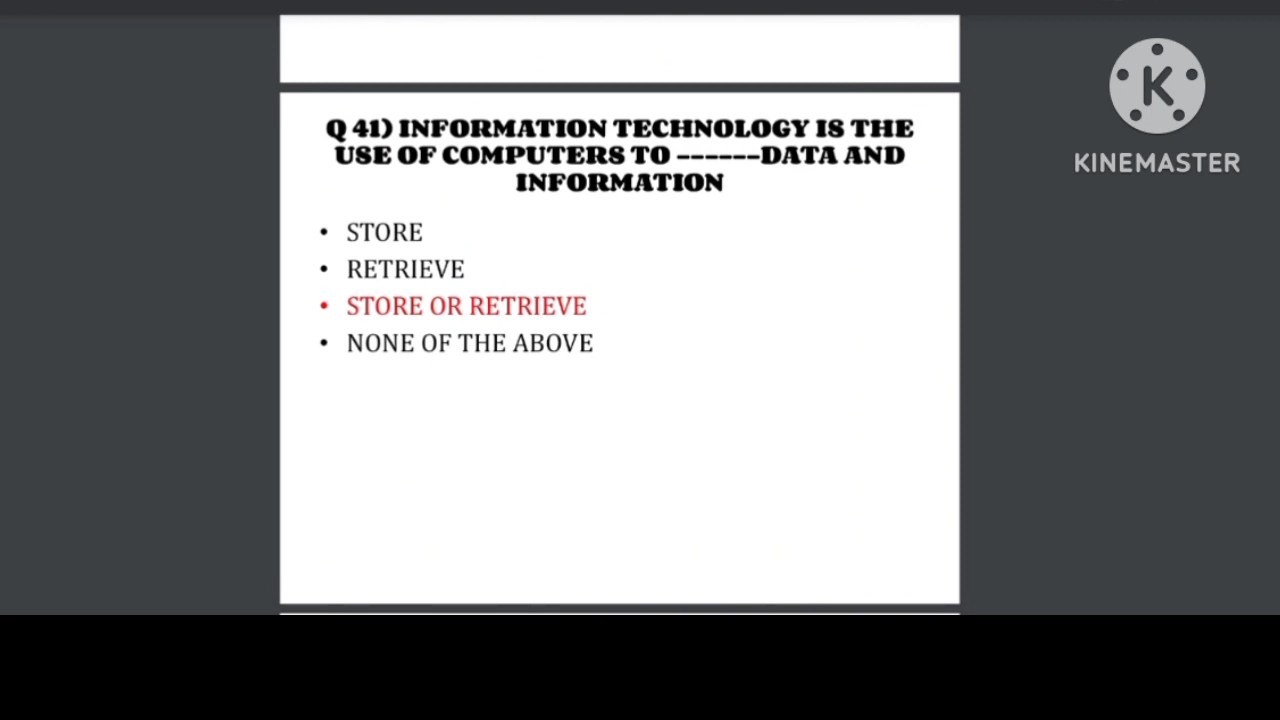 Q 41) INFORMATION TECHNOLOGY IS THE
USE OF COMPUTERS TO ------DATA AND
INFORMATION
• STORE
• RETRIEVE
• STORE OR RETRIEVE
• NONE OF THE ABOVE
K
KINEMASTER